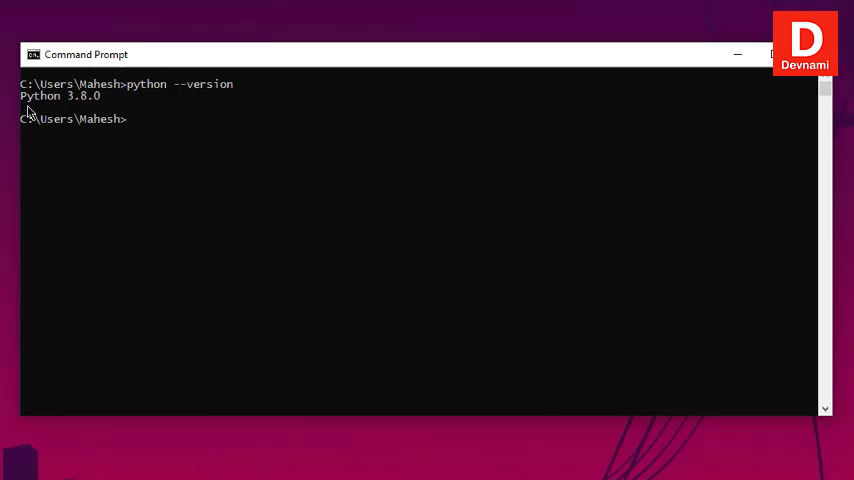 D
Devnami
Command Prompt
C:\Users\Mahesh>python --version
Python 3.8.0
C:\Users\Mahesh>